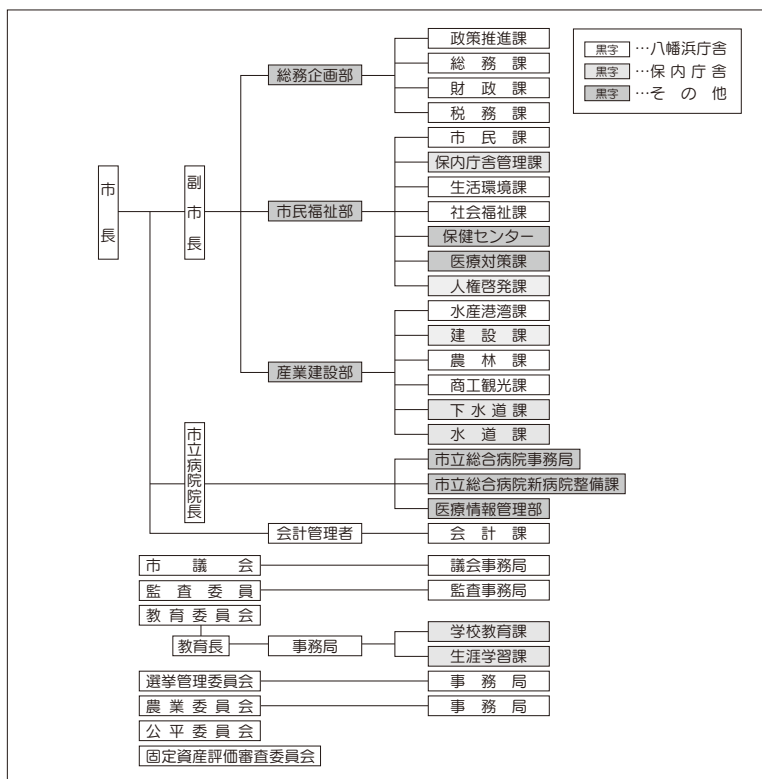 政策推進課
総務課
総務企画部
財政課
税務課
黒字…八幡浜庁舎
黒字…保内庁舎
黒字…その他
市民課
保内庁舎管理課
生活環境課
市長
副市長
市民福祉部
社会福祉課
保健センター
医療対策課
人権啓発課
水産港湾課
建設課
農林課
産業建設部
商工観光課
下水道課
水道課
市立病院院長
市立総合病院事務局
市立総合病院新病院整備課
医療情報管理部
会計管理者
会計課
市議会
議会事務局
監査委員
監査事務局
教育委員会
教育長
事務局
学校教育課
生涯学習課
選挙管理委員会
事務局
農業委員会
事務局
公平委員会
固定資産評価審査委員会